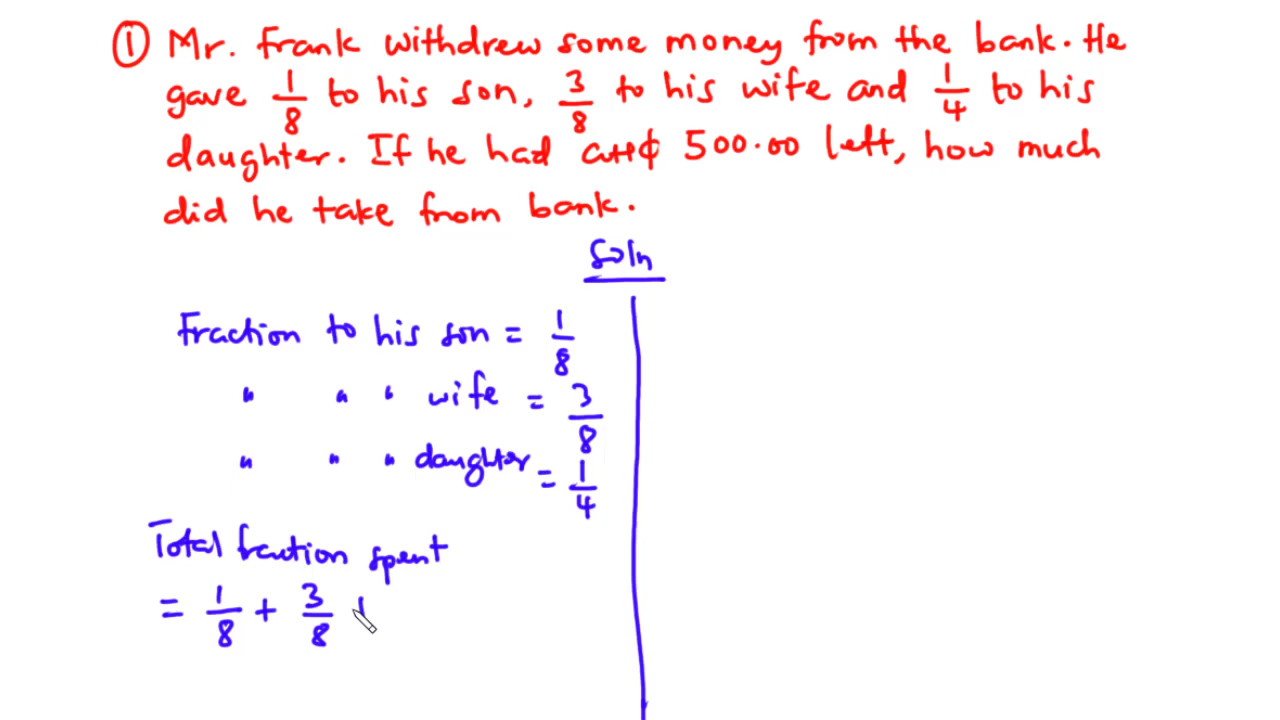 ① Mr. Frank withdrew some money from the bank. He
gave 1/8 to his son, 3/8 to his wife and 1/4 to his
daughter. If he had GH¢ 500.00 left, how much
did he take from bank.
Soln
Fraction to his son = 1/8
" " " wife = 3/8
" " " daughter = 1/4
Total fraction spent
= 1/8 + 3/8